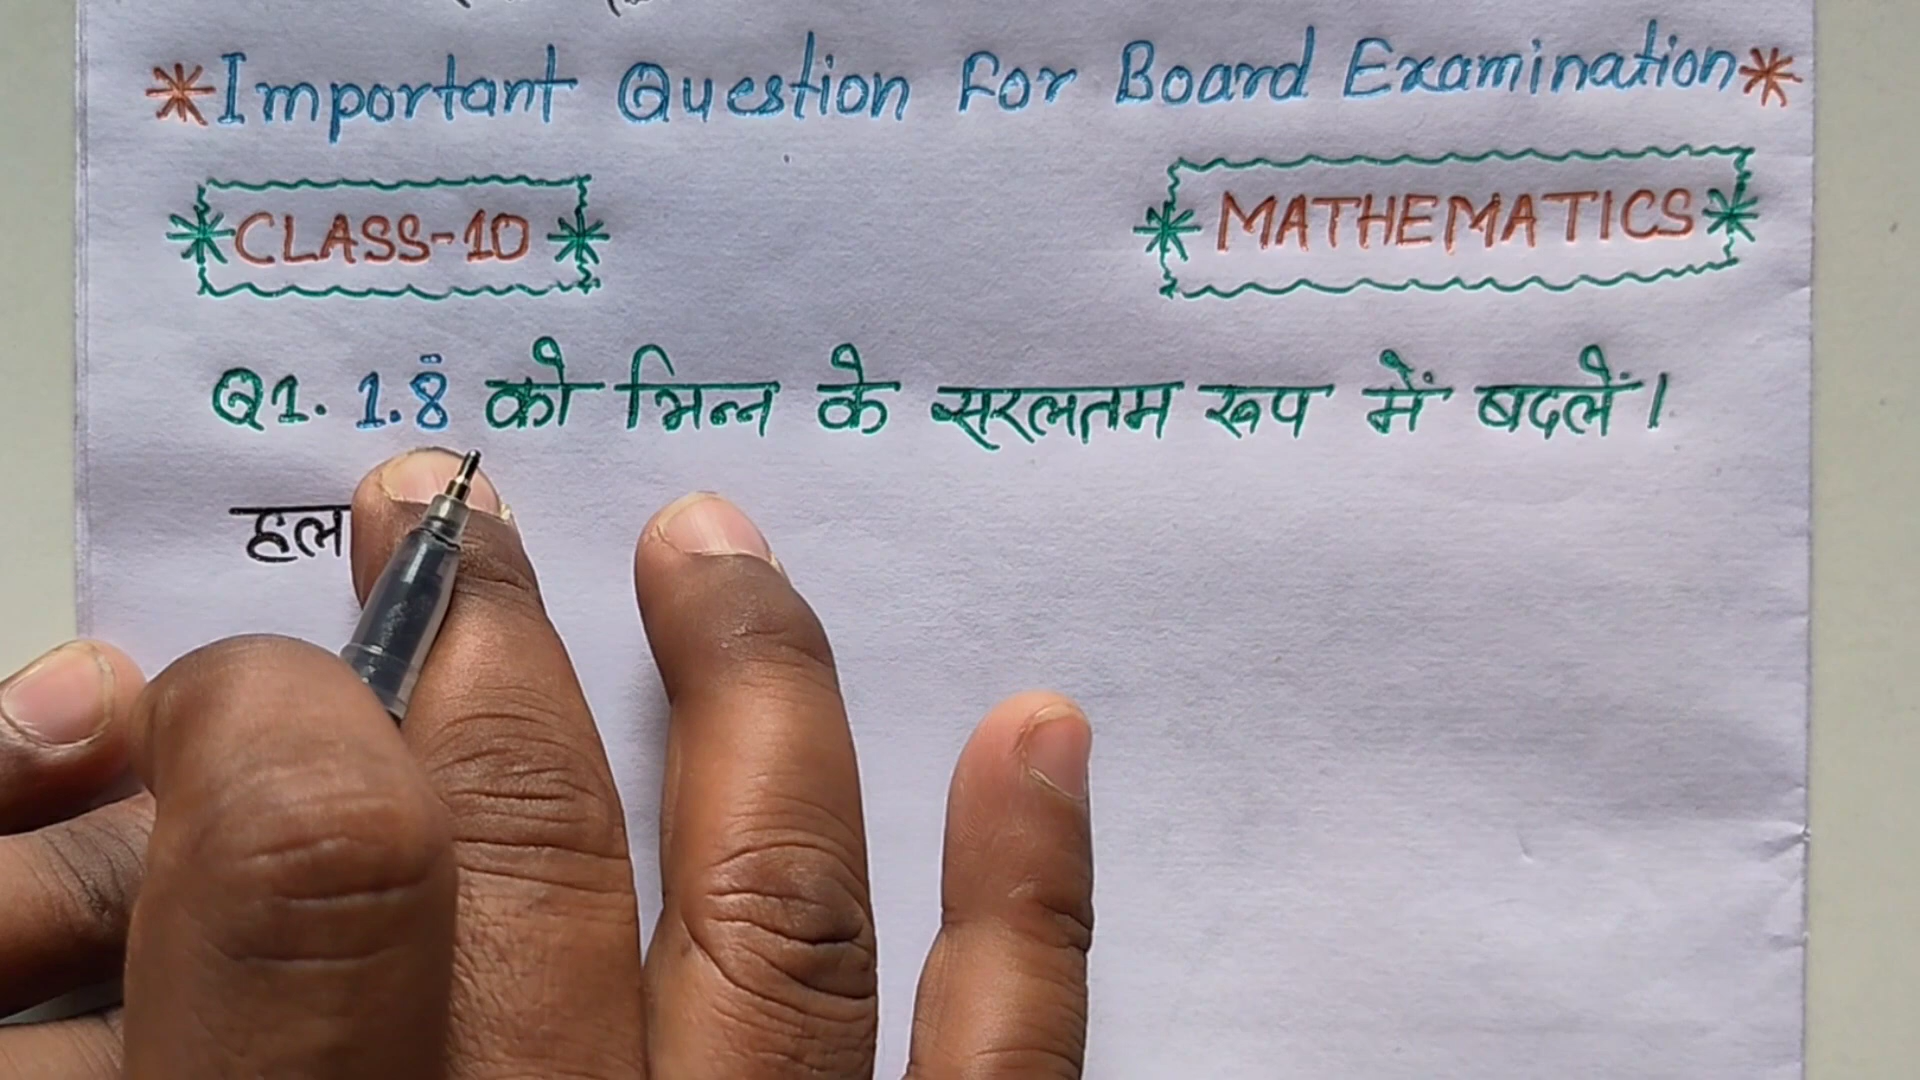 *Important Question For Board Examination*
*CLASS-10*
*MATHEMATICS*
Q1. 1.8̄ को भिन्न के सरलतम रूप में बदलें।
हल